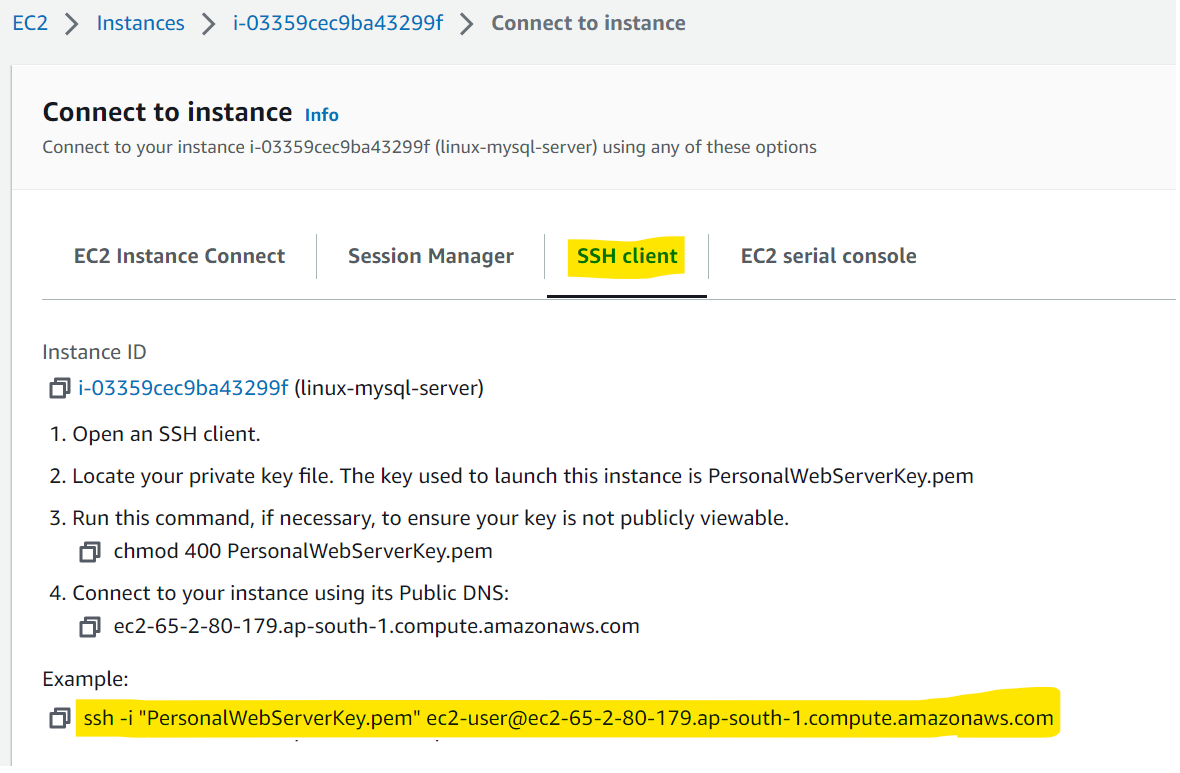 EC2 > Instances > i-03359cec9ba43299f > Connect to instance
Connect to instance Info
Connect to your instance i-03359cec9ba43299f (linux-mysql-server) using any of these options
EC2 Instance Connect
Session Manager
SSH client
EC2 serial console
Instance ID
i-03359cec9ba43299f (linux-mysql-server)
1. Open an SSH client.
2. Locate your private key file. The key used to launch this instance is PersonalWebServerKey.pem
3. Run this command, if necessary, to ensure your key is not publicly viewable.
chmod 400 PersonalWebServerKey.pem
4. Connect to your instance using its Public DNS:
ec2-65-2-80-179.ap-south-1.compute.amazonaws.com
Example:
ssh -i "PersonalWebServerKey.pem" ec2-user@ec2-65-2-80-179.ap-south-1.compute.amazonaws.com